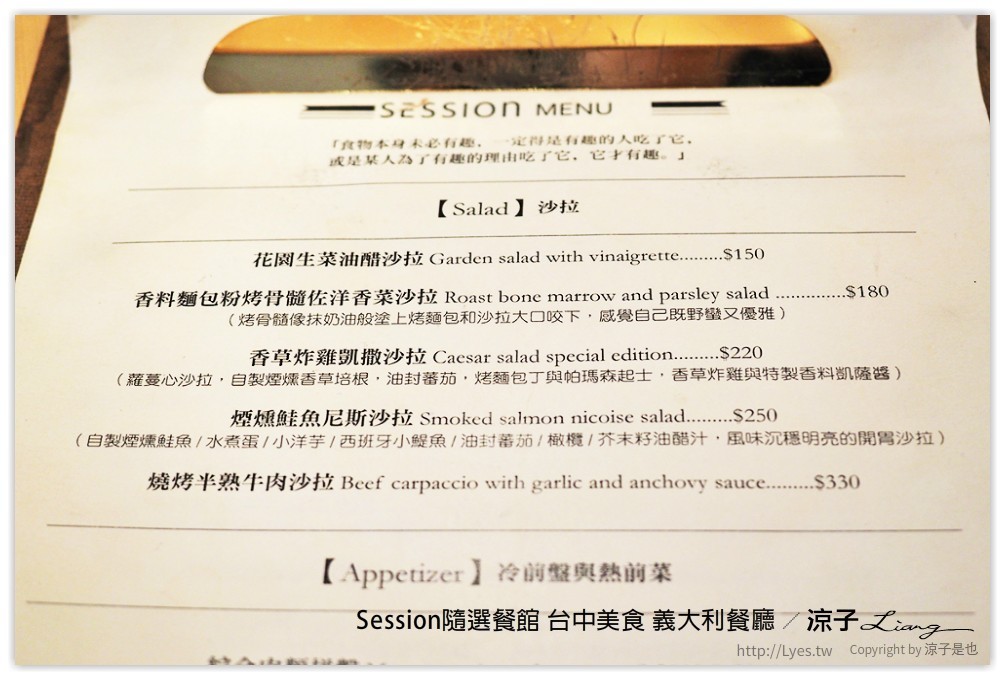 SESSION MENU
「食物本身未必有趣，一定得是有趣的人吃了它，
或是某人為了有趣的理由吃了它，它才有趣。」
【Salad】沙拉
花園生菜油醋沙拉 Garden salad with vinaigrette.........$150
香料麵包粉烤骨髓佐洋香菜沙拉 Roast bone marrow and parsley salad ..............$180
（烤骨髓像抹奶油般塗上烤麵包和沙拉大口咬下，感覺自己既野蠻又優雅）
香草炸雞凱撒沙拉 Caesar salad special edition.........$220
（蘿蔓心沙拉，自製煙燻香草培根，油封蕃茄，烤麵包丁與帕瑪森起士，香草炸雞與特製香料凱薩醬）
煙燻鮭魚尼斯沙拉 Smoked salmon nicoise salad.........$250
（自製煙燻鮭魚/水煮蛋/小洋芋/西班牙小鯷魚/油封蕃茄/橄欖/芥末籽油醋汁，風味沉穩明亮的開胃沙拉）
燒烤半熟牛肉沙拉 Beef carpaccio with garlic and anchovy sauce.........$330
【Appetizer】冷前盤與熱前菜
Session隨選餐館 台中美食 義大利餐廳 / 涼子 Liang
http://Lyes.tw Copyright by 涼子是也